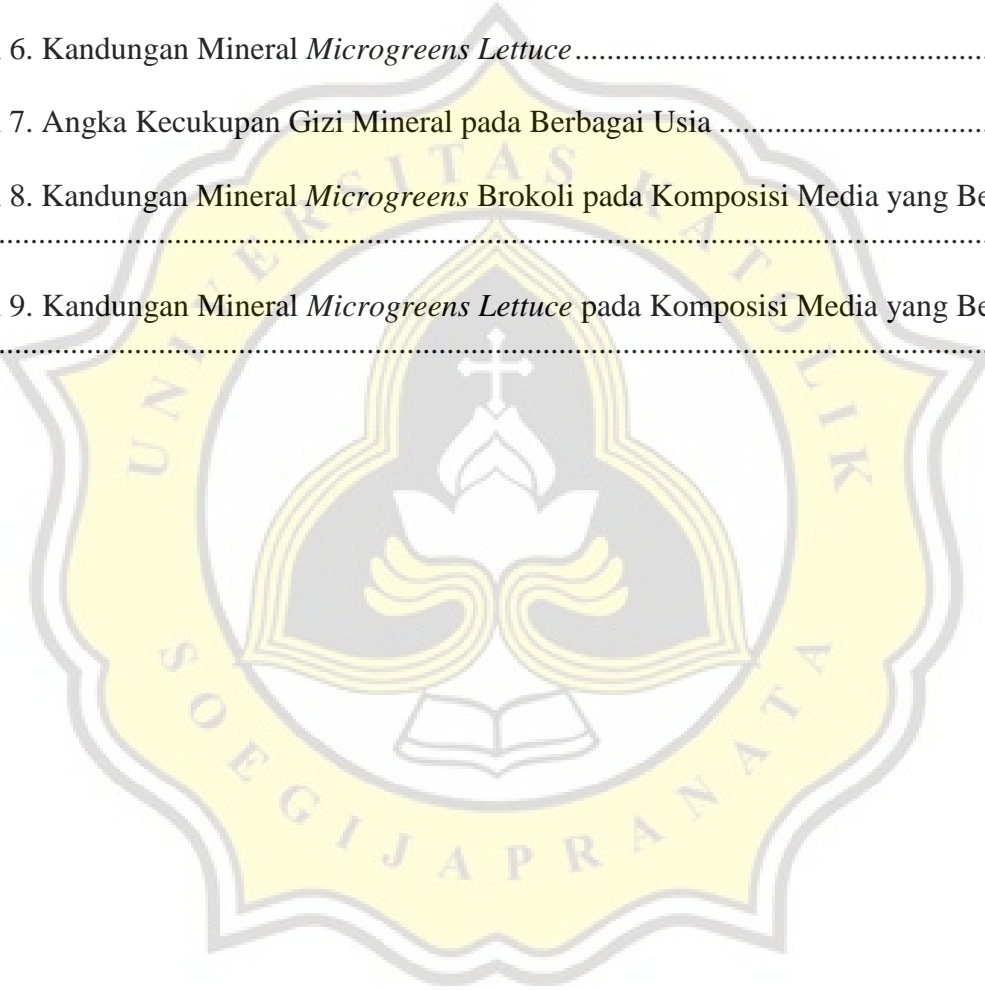 6. Kandungan Mineral Microgreens Lettuce.....................................................
7. Angka Kecukupan Gizi Mineral pada Berbagai Usia ..................................
8. Kandungan Mineral Microgreens Brokoli pada Komposisi Media yang Be
..........................................................................................................................
9. Kandungan Mineral Microgreens Lettuce pada Komposisi Media yang Be
..........................................................................................................................
UNIVERSITAS KATOLIK
SOEGIJAPRANATA